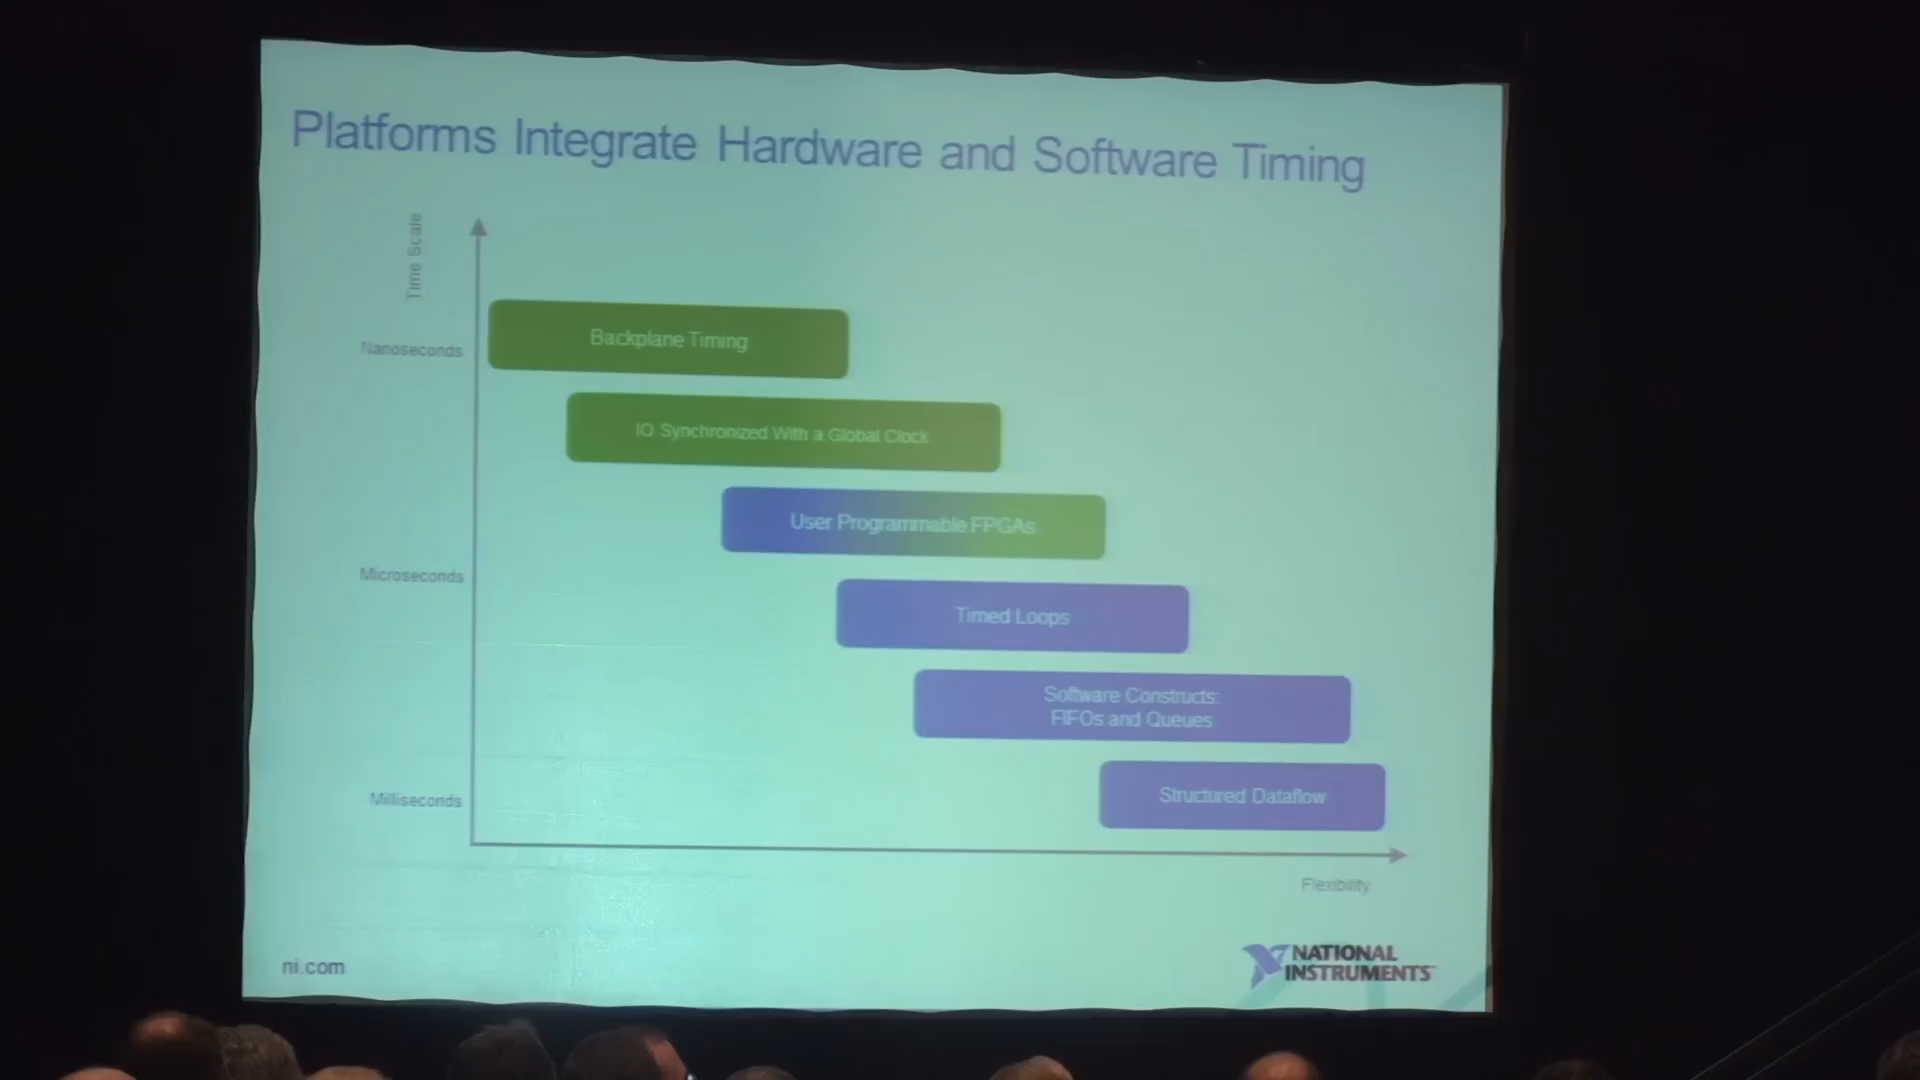 Platforms Integrate Hardware and Software Timing
Time Scale
Nanoseconds
Backplane Timing
IO Synchronized With a Global Clock
User Programmable FPGAs
Microseconds
Timed Loops
Software Constructs:
FIFOs and Queues
Milliseconds
Structured Dataflow
Flexibility
ni.com
NATIONAL
INSTRUMENTS™